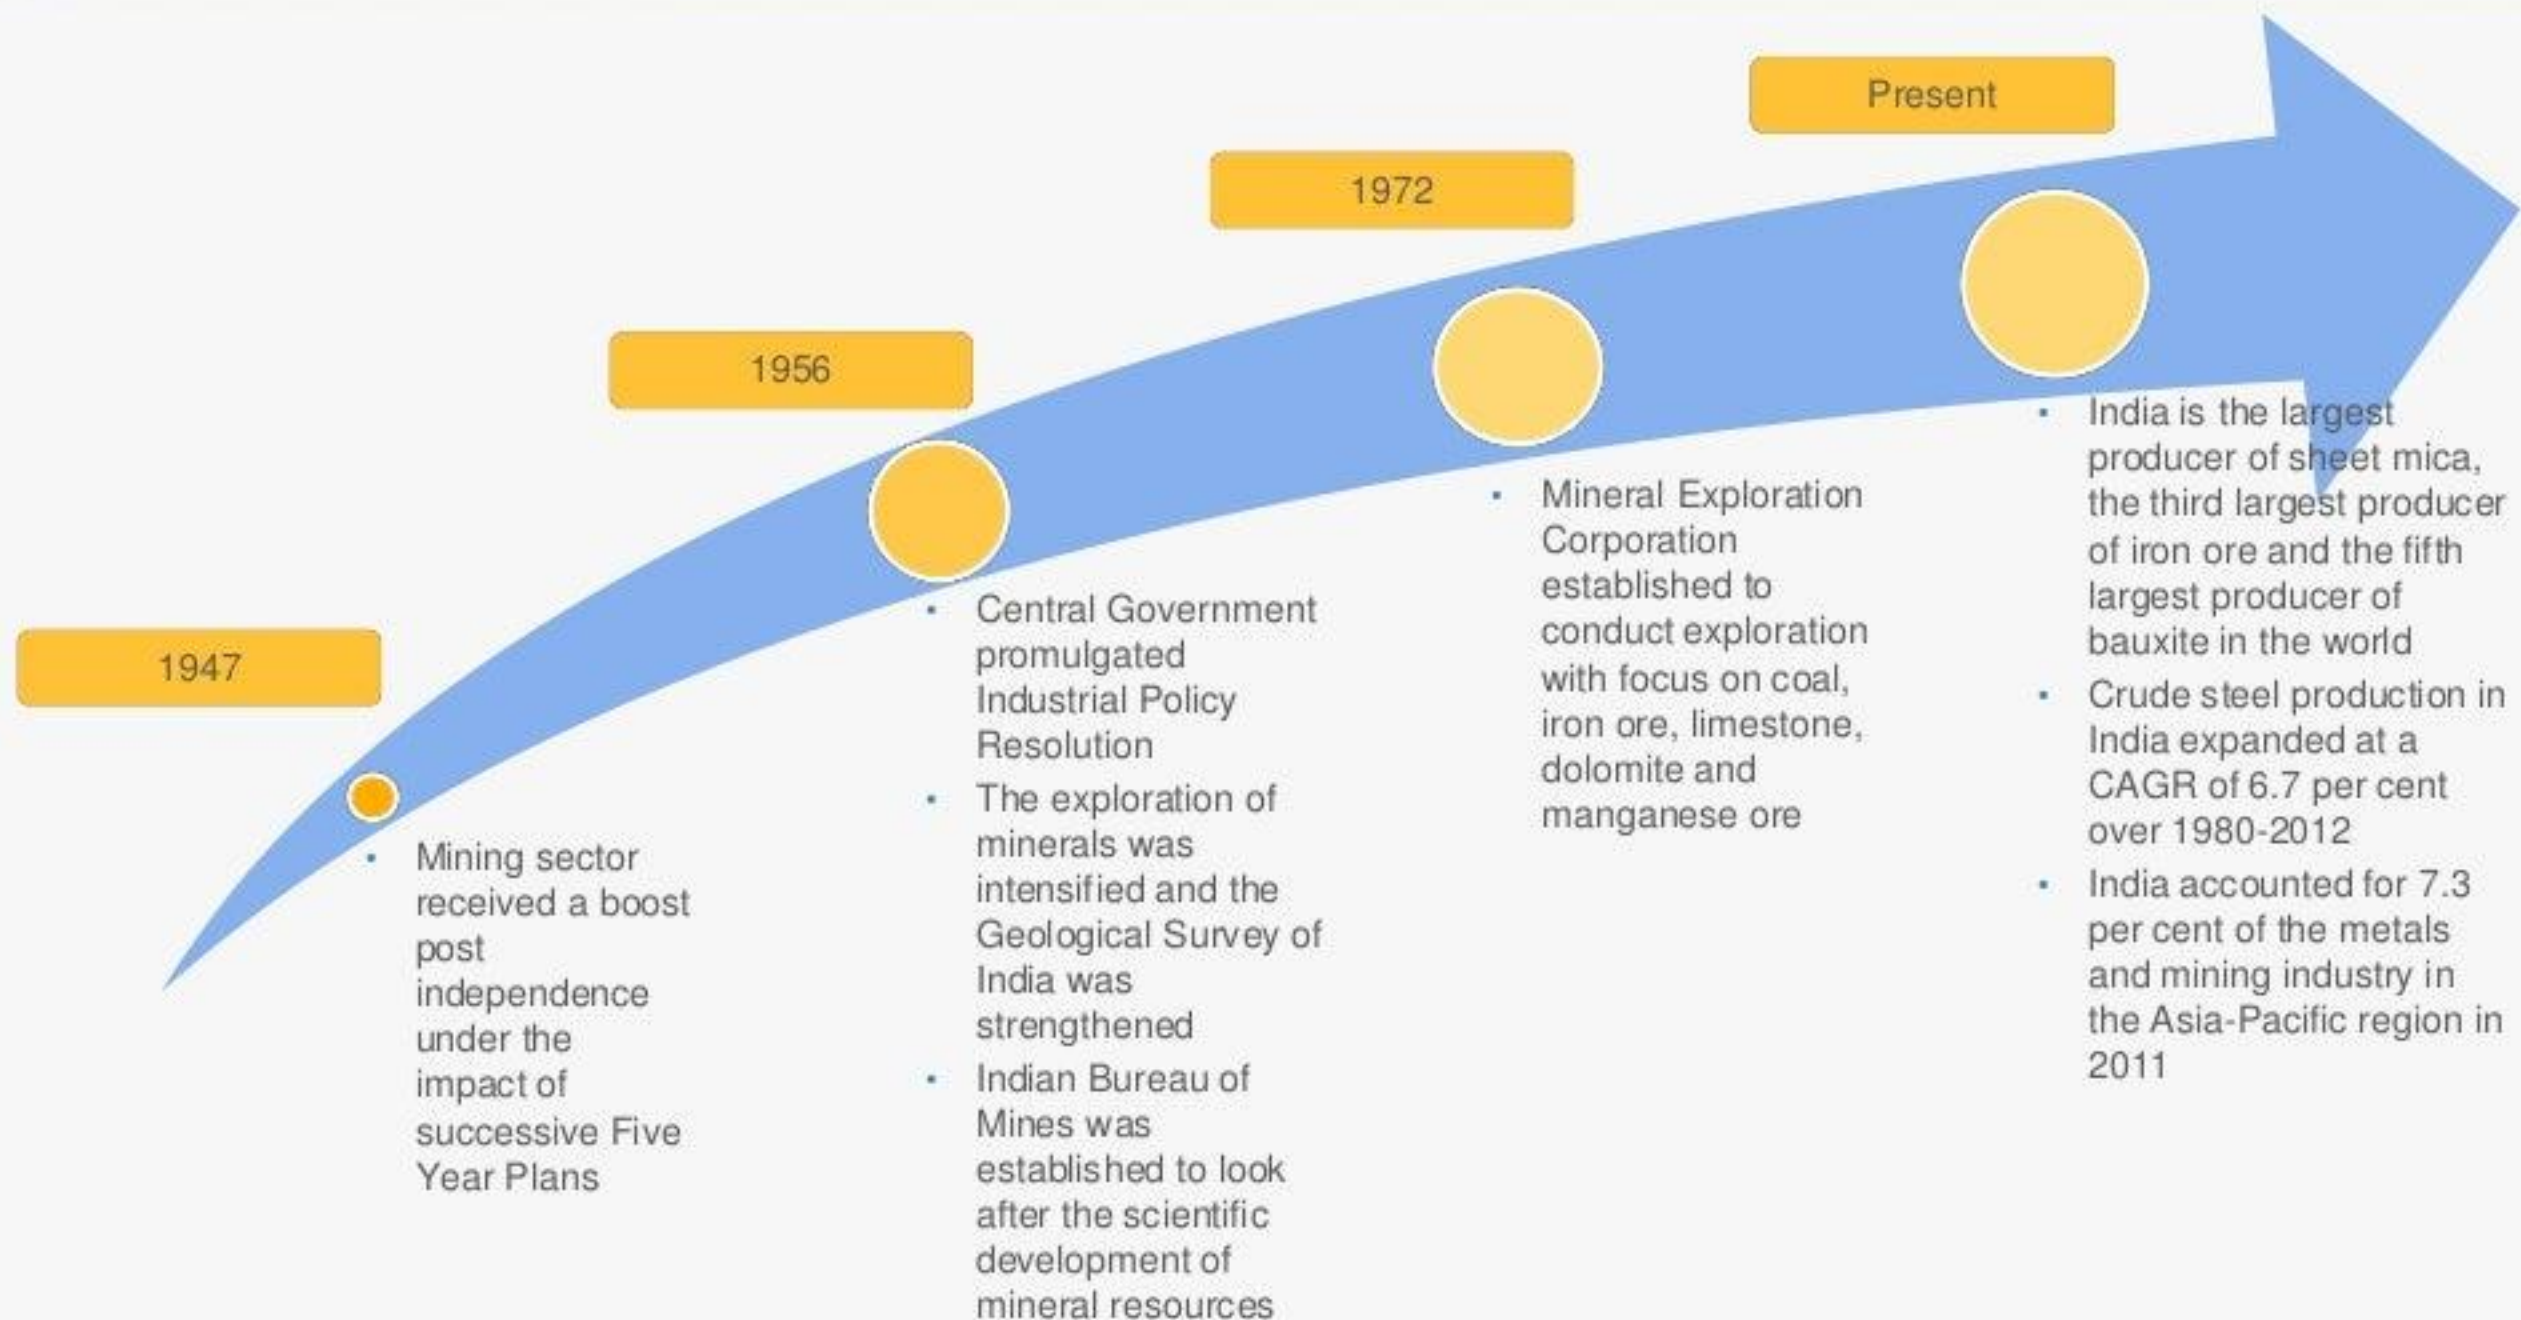 1947
Mining sector
received a boost
post
independence
under the
impact of
successive Five
Year Plans
1956
Central Government
promulgated
Industrial Policy
Resolution
The exploration of
minerals was
intensified and the
Geological Survey of
India was
strengthened
Indian Bureau of
Mines was
established to look
after the scientific
development of
mineral resources
1972
Mineral Exploration
Corporation
established to
conduct exploration
with focus on coal,
iron ore, limestone,
dolomite and
manganese ore
Present
India is the largest
producer of sheet mica,
the third largest producer
of iron ore and the fifth
largest producer of
bauxite in the world
Crude steel production in
India expanded at a
CAGR of 6.7 per cent
over 1980-2012
India accounted for 7.3
per cent of the metals
and mining industry in
the Asia-Pacific region in
2011